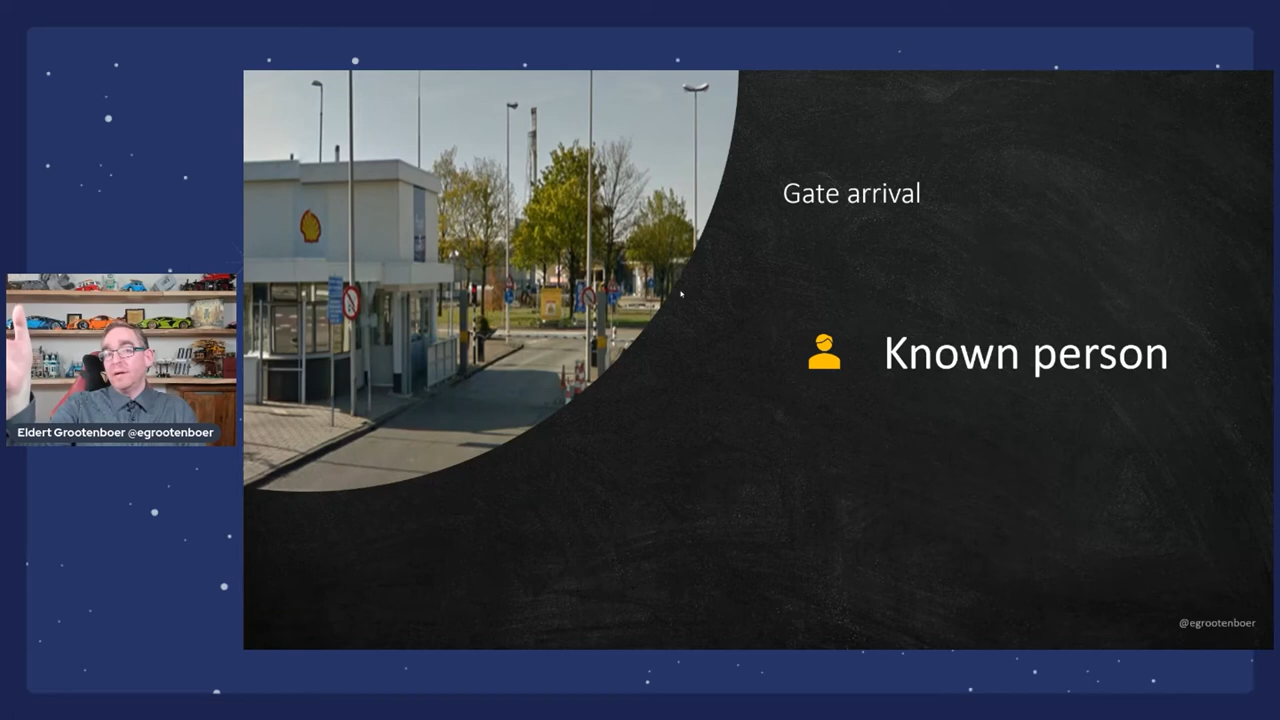 Gate arrival
Known person
Eldert Grootenboer @egrootenboer
@egrootenboer